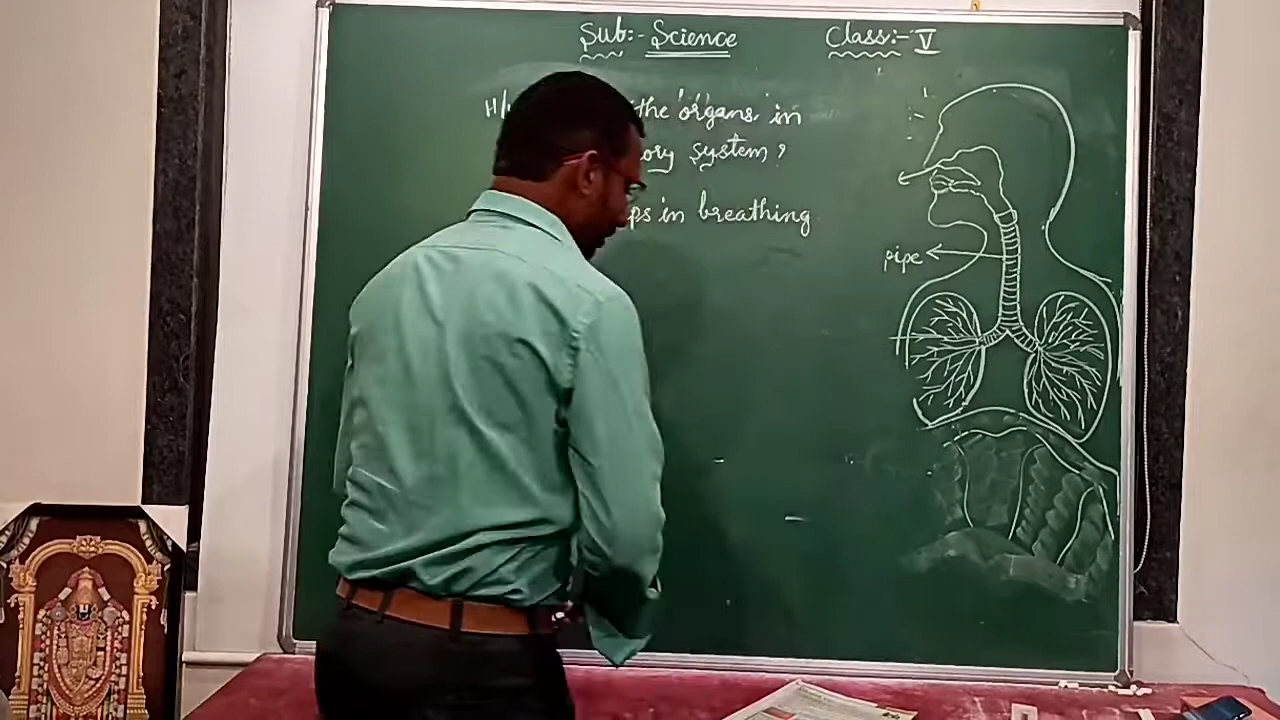 Sub:- Science Class:- V
the organs in
system?
in breathing
pipe